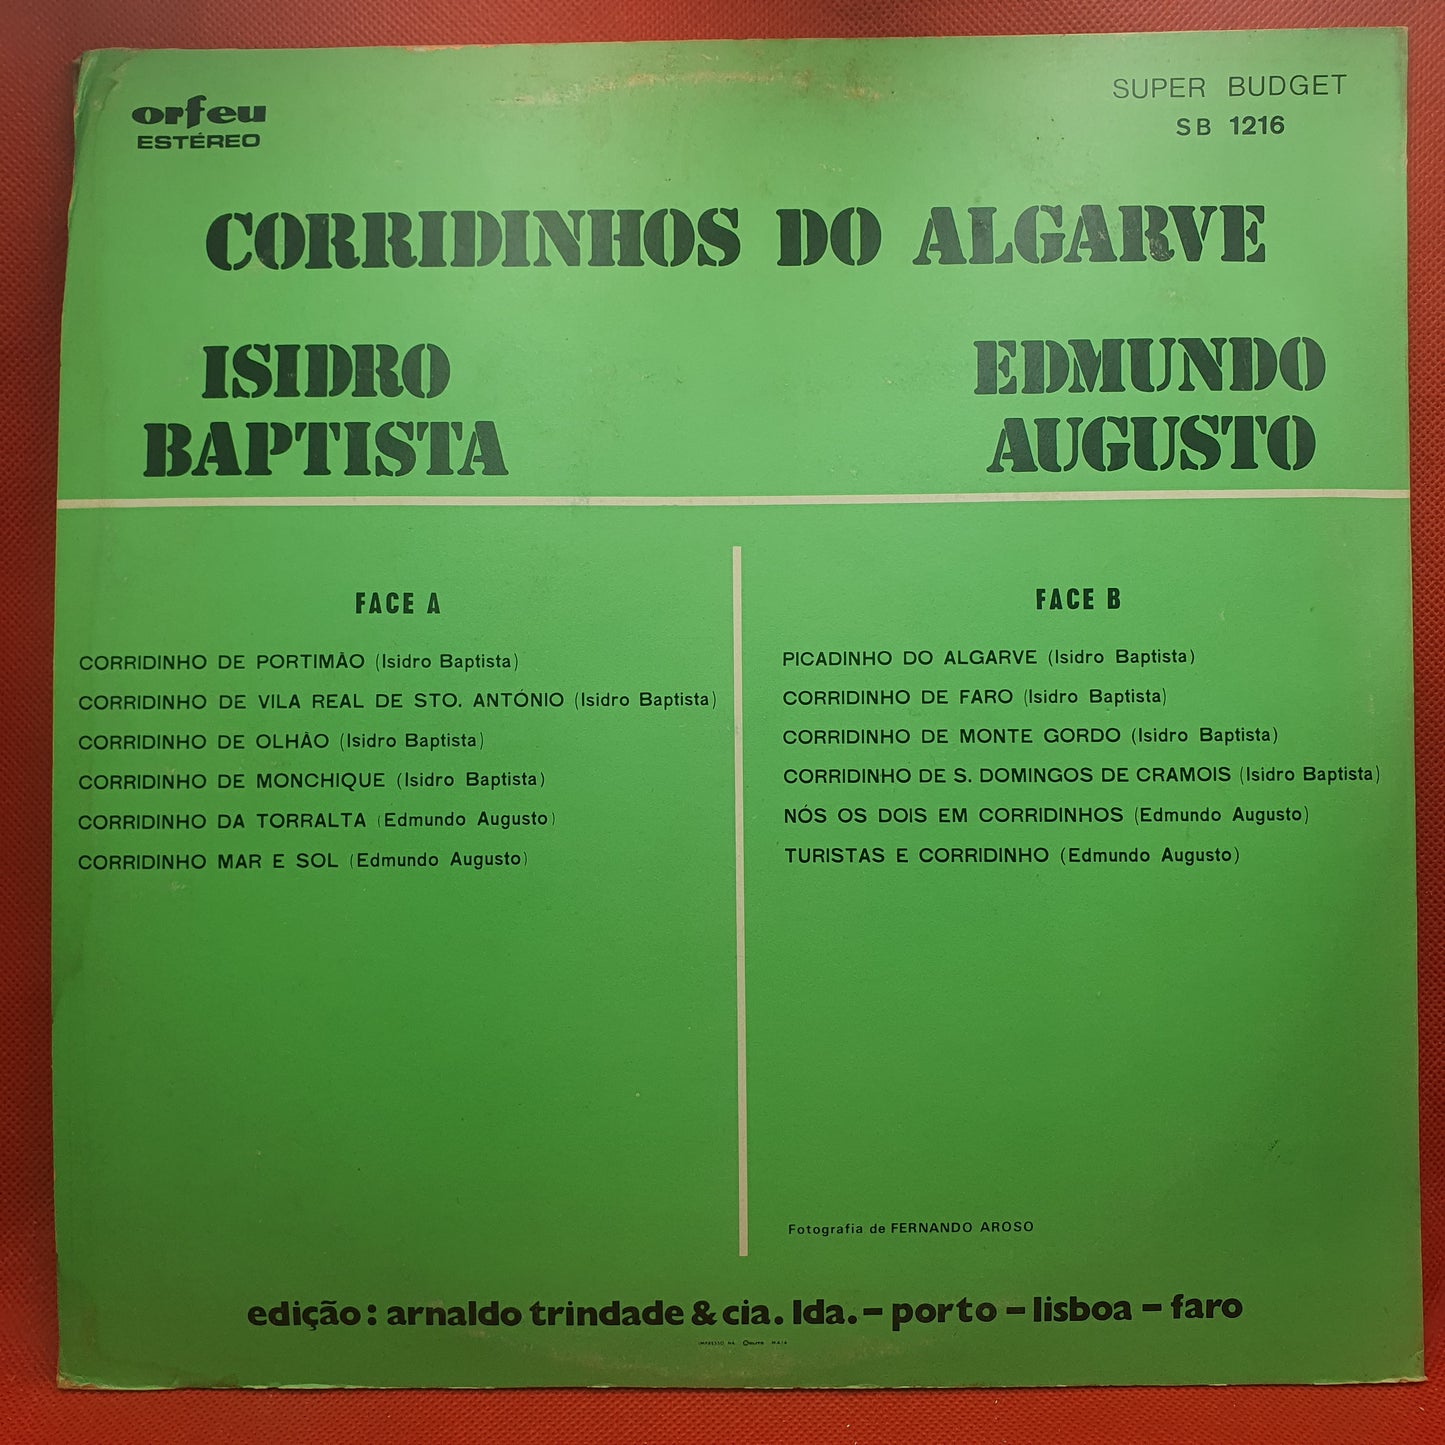 orfeu
ESTÉREO
SUPER BUDGET
SB 1216
CORRIDINHOS DO ALGARVE
ISIDRO
BAPTISTA
EDMUNDO
AUGUSTO
FACE A
CORRIDINHO DE PORTIMÃO (Isidro Baptista)
CORRIDINHO DE VILA REAL DE STO. ANTÓNIO (Isidro Baptista)
CORRIDINHO DE OLHÃO (Isidro Baptista)
CORRIDINHO DE MONCHIQUE (Isidro Baptista)
CORRIDINHO DA TORRALTA (Edmundo Augusto)
CORRIDINHO MAR E SOL (Edmundo Augusto)
FACE B
PICADINHO DO ALGARVE (Isidro Baptista)
CORRIDINHO DE FARO (Isidro Baptista)
CORRIDINHO DE MONTE GORDO (Isidro Baptista)
CORRIDINHO DE S. DOMINGOS DE CRAMOIS (Isidro Baptista)
NÓS OS DOIS EM CORRIDINHOS (Edmundo Augusto)
TURISTAS E CORRIDINHO (Edmundo Augusto)
Fotografia de FERNANDO AROSO
edição: arnaldo trindade & cia. lda. – porto – lisboa – faro
IMPRESSO NA MAIA